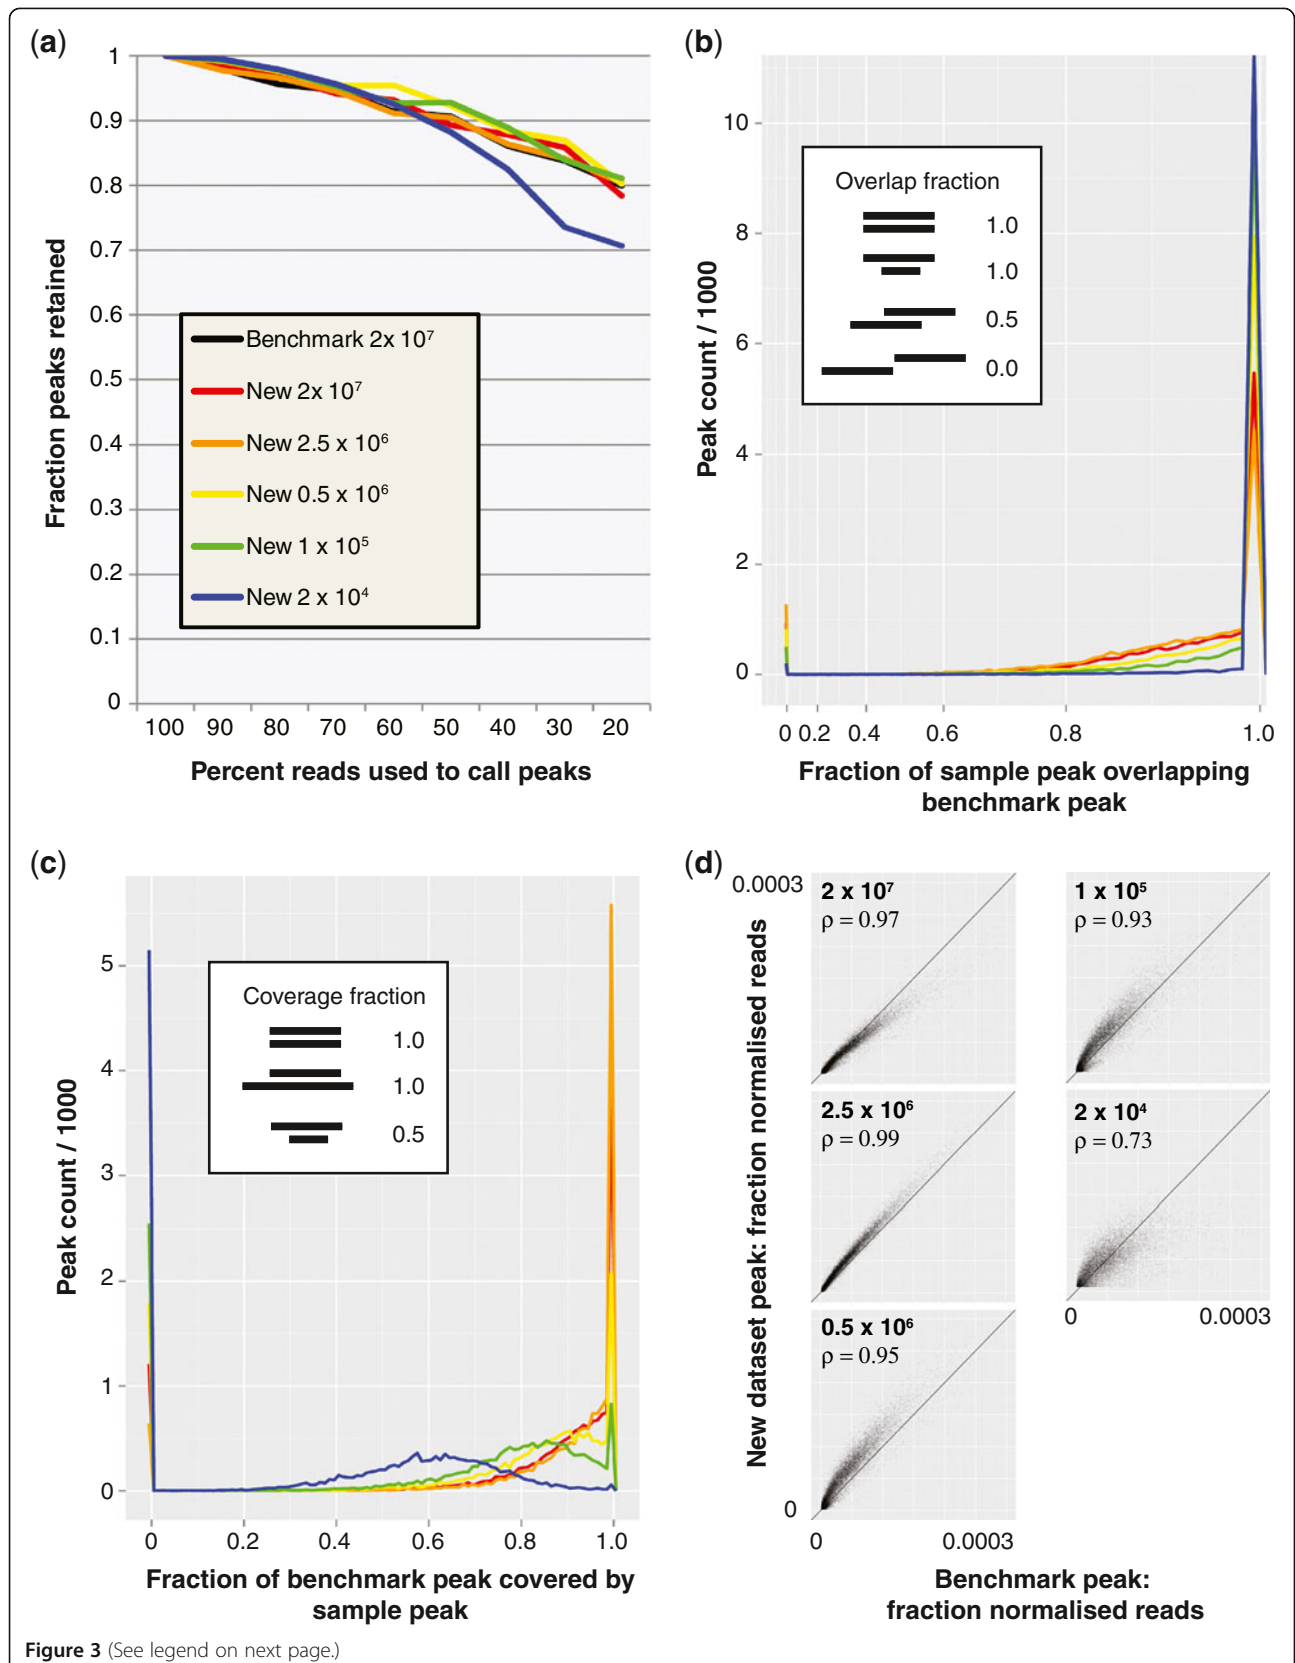 (a)
1
0.9
0.8
0.7
0.6
0.5
0.4
0.3
0.2
0.1
0
Fraction peaks retained
Benchmark 2x 10⁷
New 2x 10⁷
New 2.5 x 10⁶
New 0.5 x 10⁶
New 1 x 10⁵
New 2 x 10⁴
100 90 80 70 60 50 40 30 20
Percent reads used to call peaks
(b)
10
8
6
4
2
0
Peak count / 1000
Overlap fraction
1.0
1.0
0.5
0.0
0 0.2 0.4 0.6 0.8 1.0
Fraction of sample peak overlapping
benchmark peak
(c)
5
4
3
2
1
0
Peak count / 1000
Coverage fraction
1.0
1.0
0.5
0 0.2 0.4 0.6 0.8 1.0
Fraction of benchmark peak covered by
sample peak
(d)
0.0003
New dataset peak: fraction normalised reads
2 x 10⁷
ρ = 0.97
1 x 10⁵
ρ = 0.93
2.5 x 10⁶
ρ = 0.99
2 x 10⁴
ρ = 0.73
0 0.0003
0.5 x 10⁶
ρ = 0.95
0
0 0.0003
Benchmark peak:
fraction normalised reads
Figure 3 (See legend on next page.)